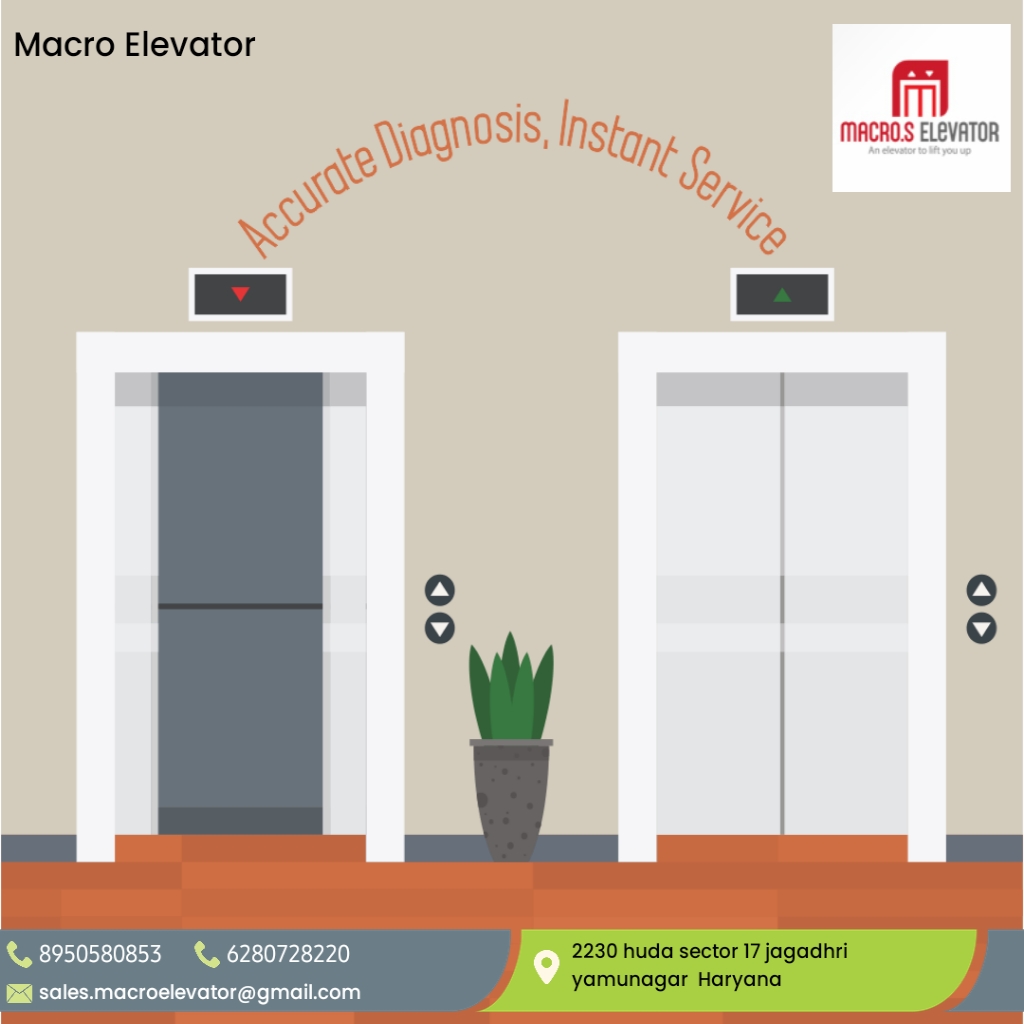 Macro Elevator
MACRO.S ELEVATOR
An elevator to lift you up
Accurate Diagnosis, Instant Service
8950580853 6280728220
sales.macroelevator@gmail.com
2230 huda sector 17 jagadhri
yamunagar Haryana